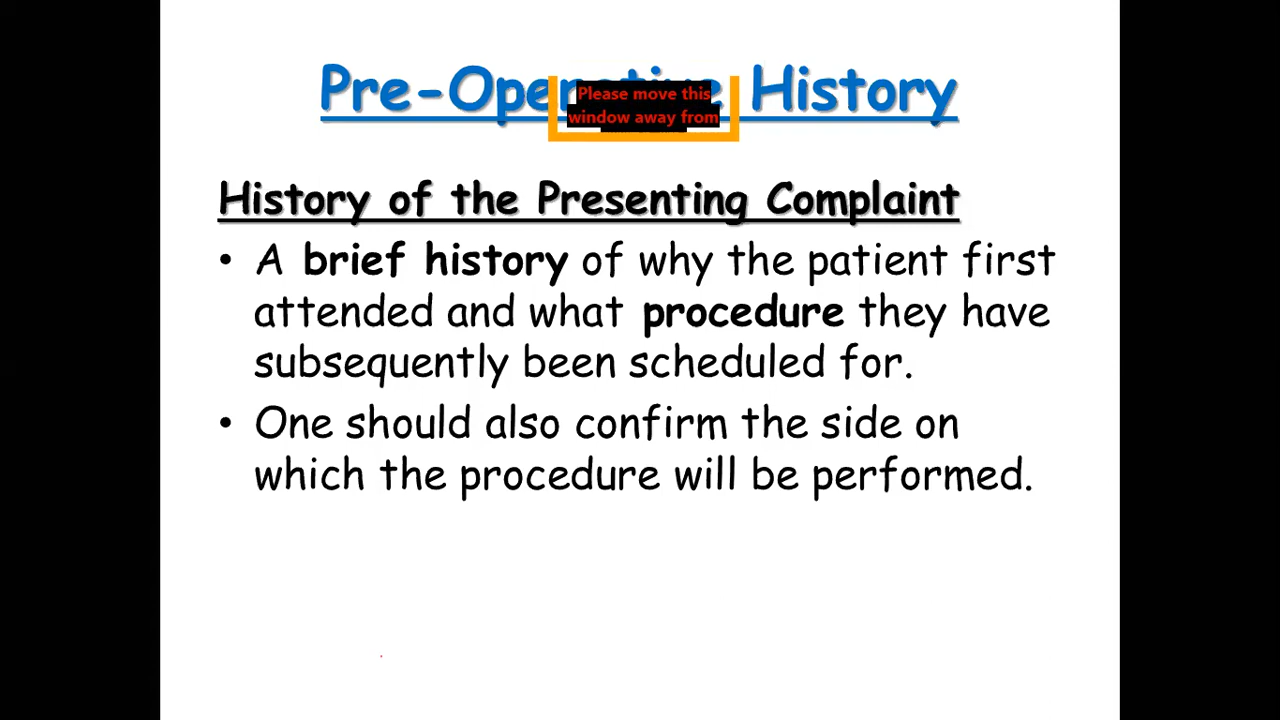 Pre-Operative History
Please move this
window away from
History of the Presenting Complaint
• A brief history of why the patient first
attended and what procedure they have
subsequently been scheduled for.
• One should also confirm the side on
which the procedure will be performed.